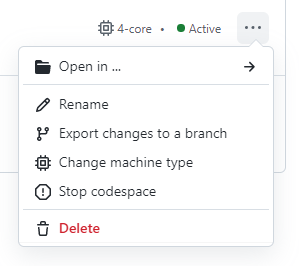 4-core • Active ...
Open in ...
Rename
Export changes to a branch
Change machine type
Stop codespace
Delete